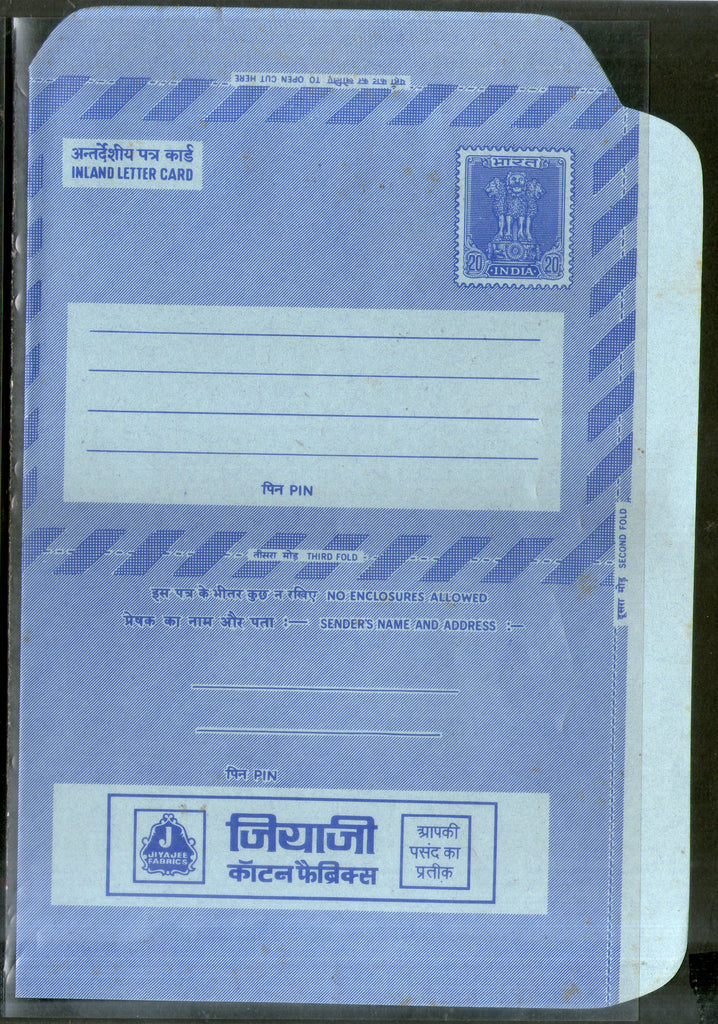 यहाँ काट कर खोलिए TO OPEN CUT HERE
अन्तर्देशीय पत्र कार्ड
INLAND LETTER CARD
भारत
20 INDIA 20
पिन PIN
तीसरा मोड़ THIRD FOLD
दूसरा मोड़ SECOND FOLD
इस पत्र के भीतर कुछ न रखिए NO ENCLOSURES ALLOWED
प्रेषक का नाम और पता :— SENDER'S NAME AND ADDRESS :—
पिन PIN
J
JIYAJEE
FABRICS
जियाजी
कॉटन फैब्रिक्स
आपकी
पसंद का
प्रतीक